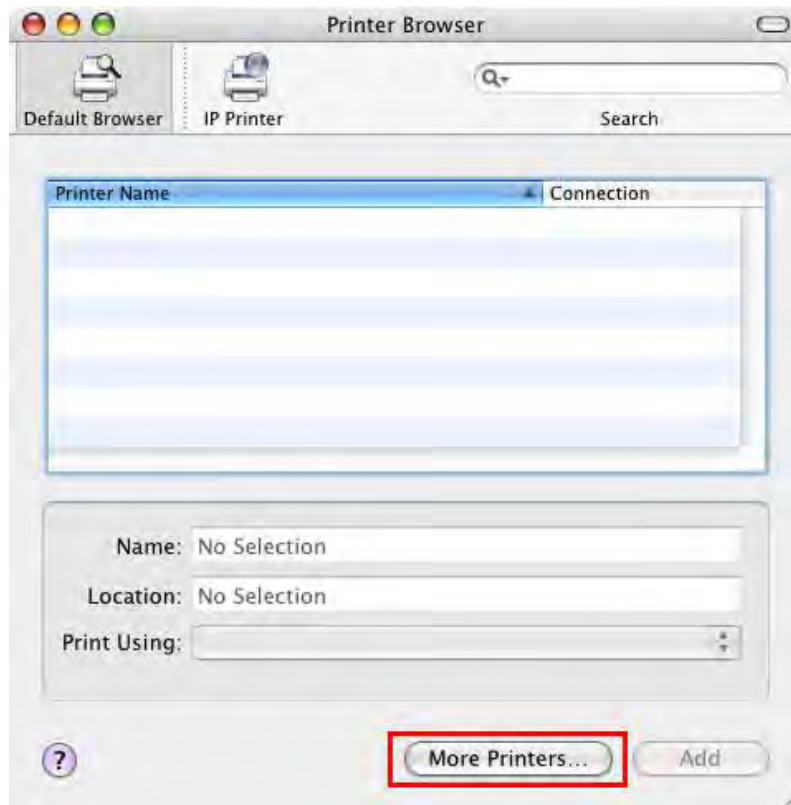 Printer Browser
Default Browser
IP Printer
Search
Printer Name Connection
Name: No Selection
Location: No Selection
Print Using:
? More Printers... Add